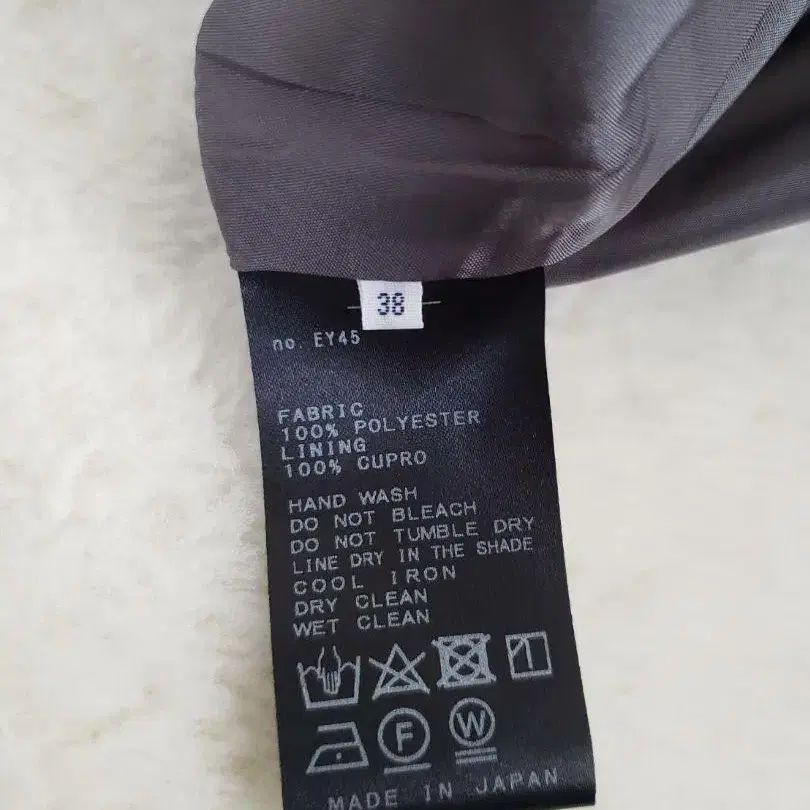 38
no. EY45
FABRIC
100% POLYESTER
LINING
100% CUPRO
HAND WASH
DO NOT BLEACH
DO NOT TUMBLE DRY
LINE DRY IN THE SHADE
COOL IRON
DRY CLEAN
WET CLEAN
F W
MADE IN JAPAN